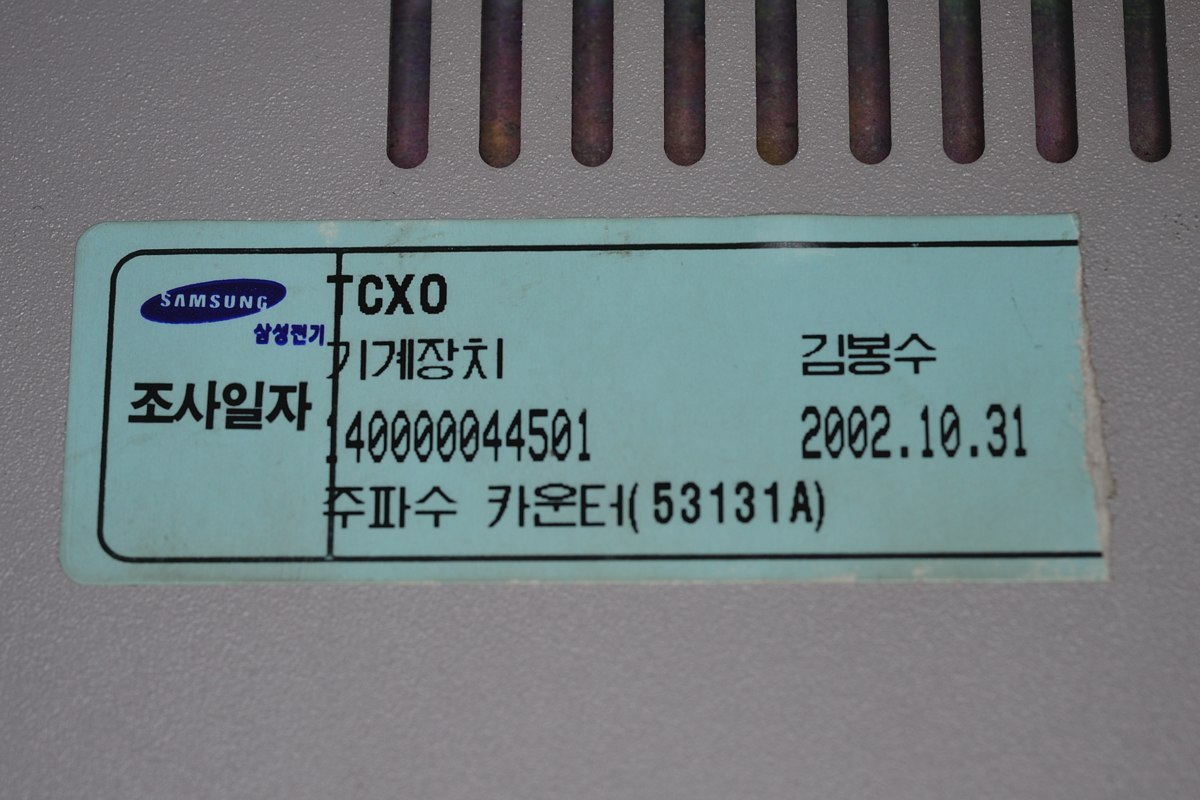 SAMSUNG
삼성전기
조사일자
TCXO
기계장치 김봉수
140000044501 2002.10.31
주파수 카운터(53131A)